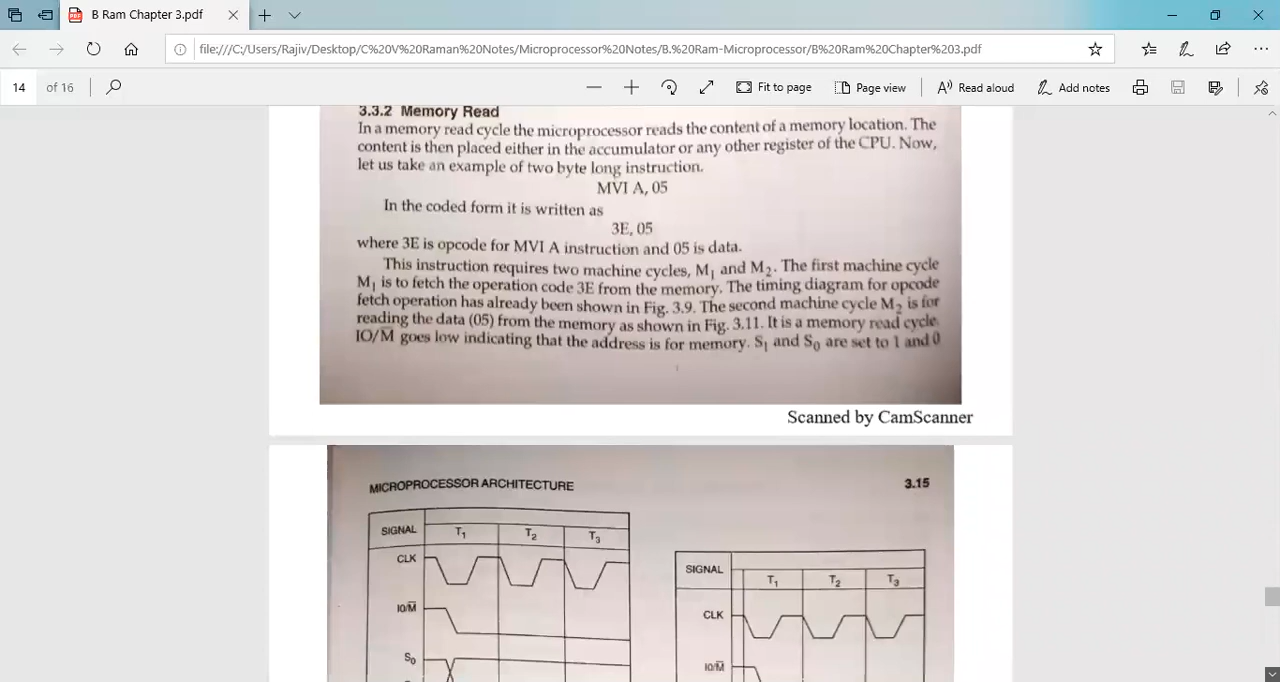 B Ram Chapter 3.pdf
file:///C:/Users/Rajiv/Desktop/C%20V%20Raman%20Notes/Microprocessor%20Notes/B.%20Ram-Microprocessor/B%20Ram%20Chapter%203.pdf
14 of 16
Fit to page
Page view
Read aloud
Add notes
3.3.2 Memory Read
In a memory read cycle the microprocessor reads the content of a memory location. The
content is then placed either in the accumulator or any other register of the CPU. Now,
let us take an example of two byte long instruction.
MVI A, 05
In the coded form it is written as
3E, 05
where 3E is opcode for MVI A instruction and 05 is data.
This instruction requires two machine cycles, M₁ and M₂. The first machine cycle
M₁ is to fetch the operation code 3E from the memory. The timing diagram for opcode
fetch operation has already been shown in Fig. 3.9. The second machine cycle M₂ is for
reading the data (05) from the memory as shown in Fig. 3.11. It is a memory read cycle.
IO/M̅ goes low indicating that the address is for memory. S₁ and S₀ are set to 1 and 0
Scanned by CamScanner
MICROPROCESSOR ARCHITECTURE 3.15
SIGNAL T₁ T₂ T₃
CLK
IO/M̅
S₀
SIGNAL T₁ T₂ T₃
CLK
IO/M̅